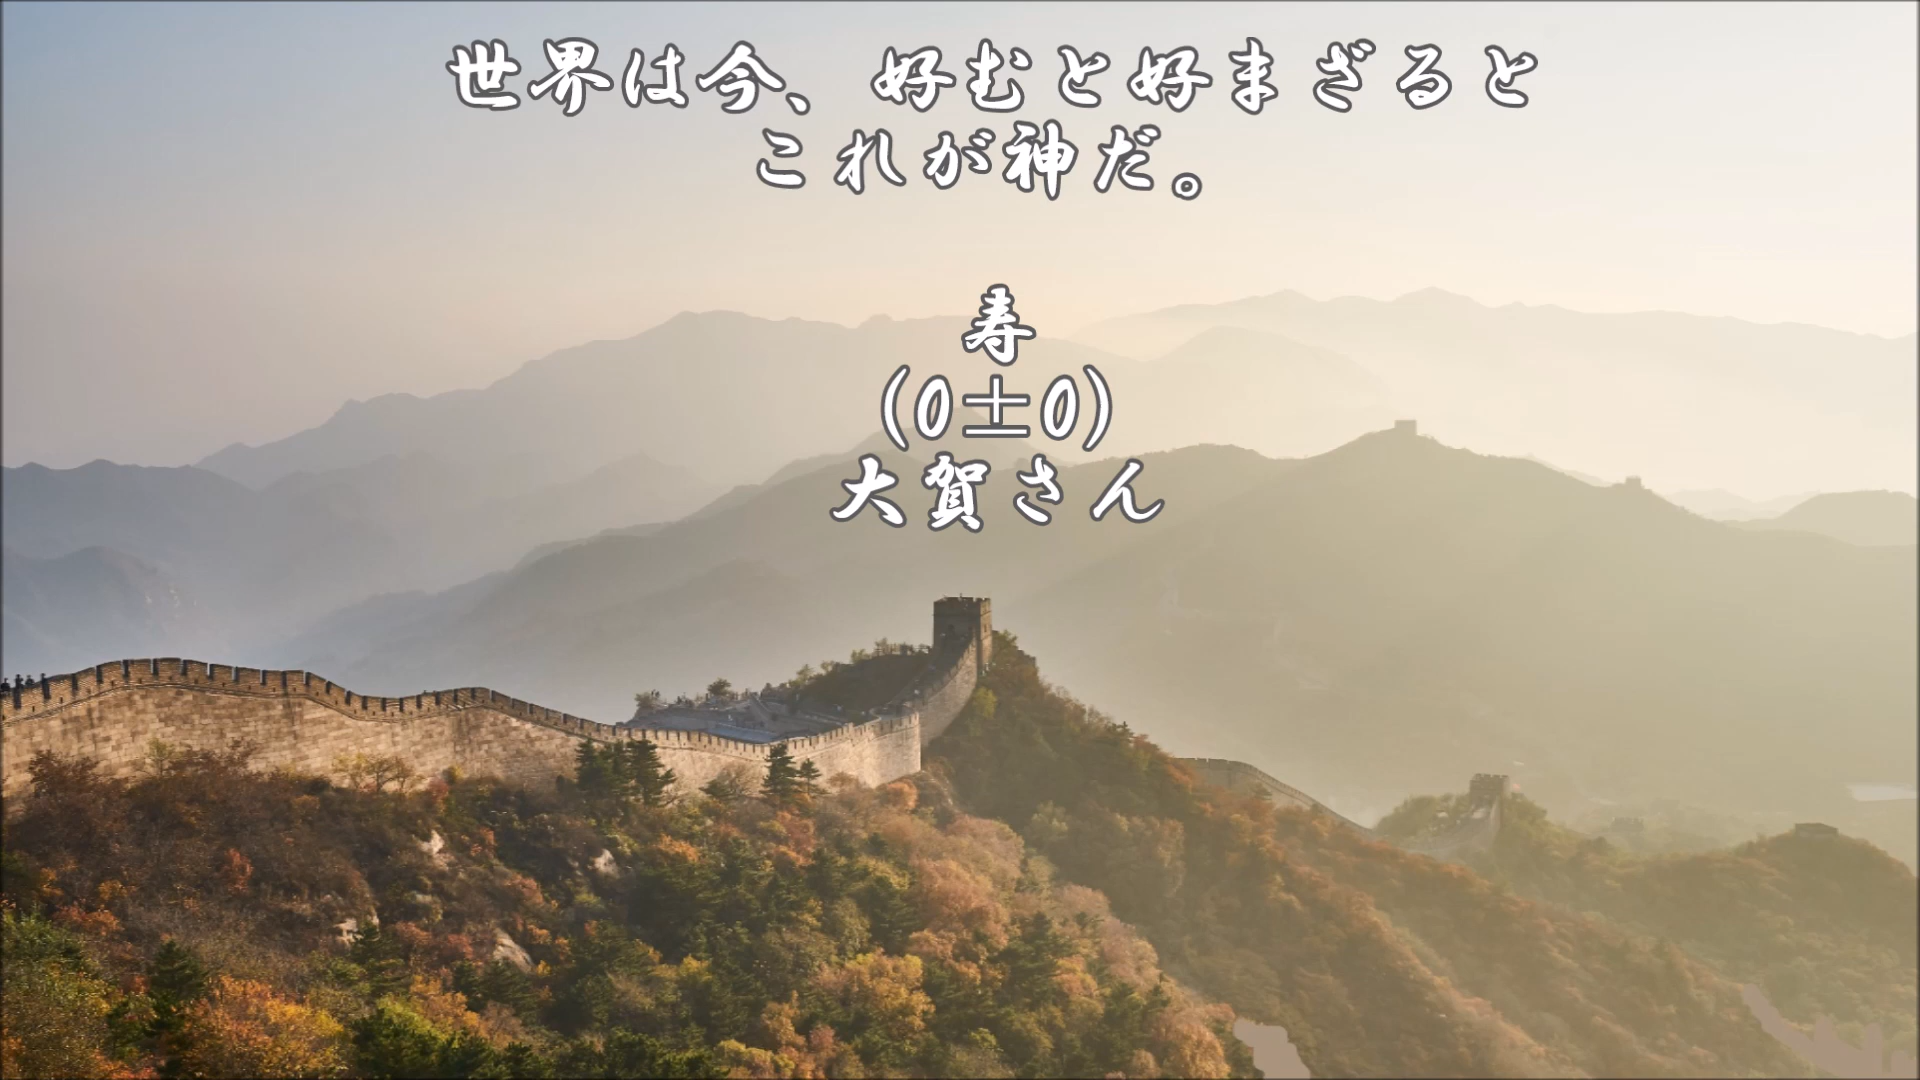 世界は今、好むと好まざると
これが神だ。
寿
(0±0)
大賀さん